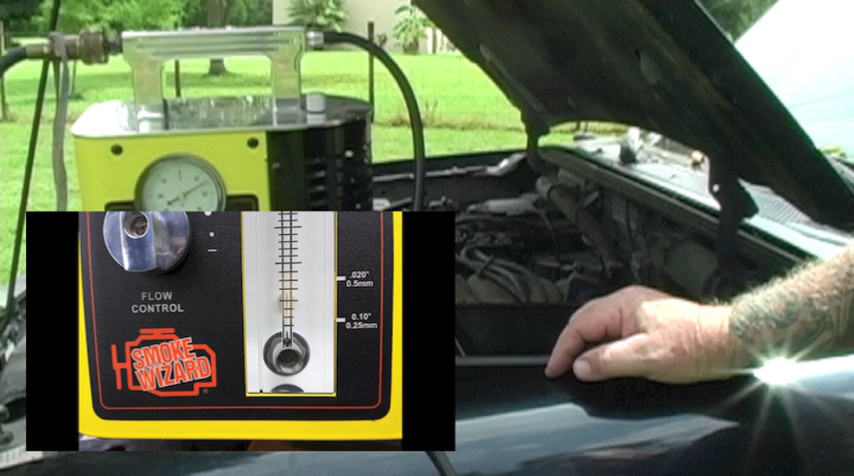 .020"
0.5mm
FLOW
CONTROL
0.10"
0.25mm
SMOKE
WIZARD